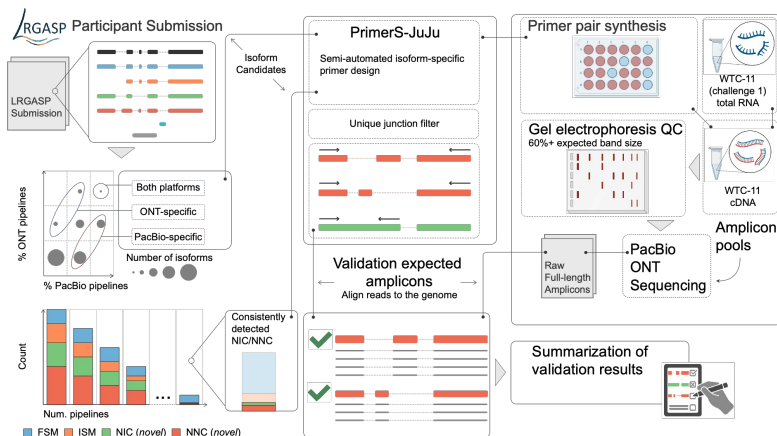 LRGASP Participant Submission
LRGASP
Submission
Isoform
Candidates
Both platforms
ONT-specific
PacBio-specific
Number of isoforms
% ONT pipelines
% PacBio pipelines
Count
Num. pipelines
Consistently
detected
NIC/NNC
FSM
ISM
NIC (novel)
NNC (novel)
PrimerS-JuJu
Semi-automated isoform-specific
primer design
Unique junction filter
Validation expected
amplicons
Align reads to the genome
Primer pair synthesis
WTC-11
(challenge 1)
total RNA
Gel electrophoresis QC
60%+ expected band size
WTC-11
cDNA
Amplicon
pools
PacBio
ONT
Sequencing
Raw
Full-length
Amplicons
Summarization of
validation results